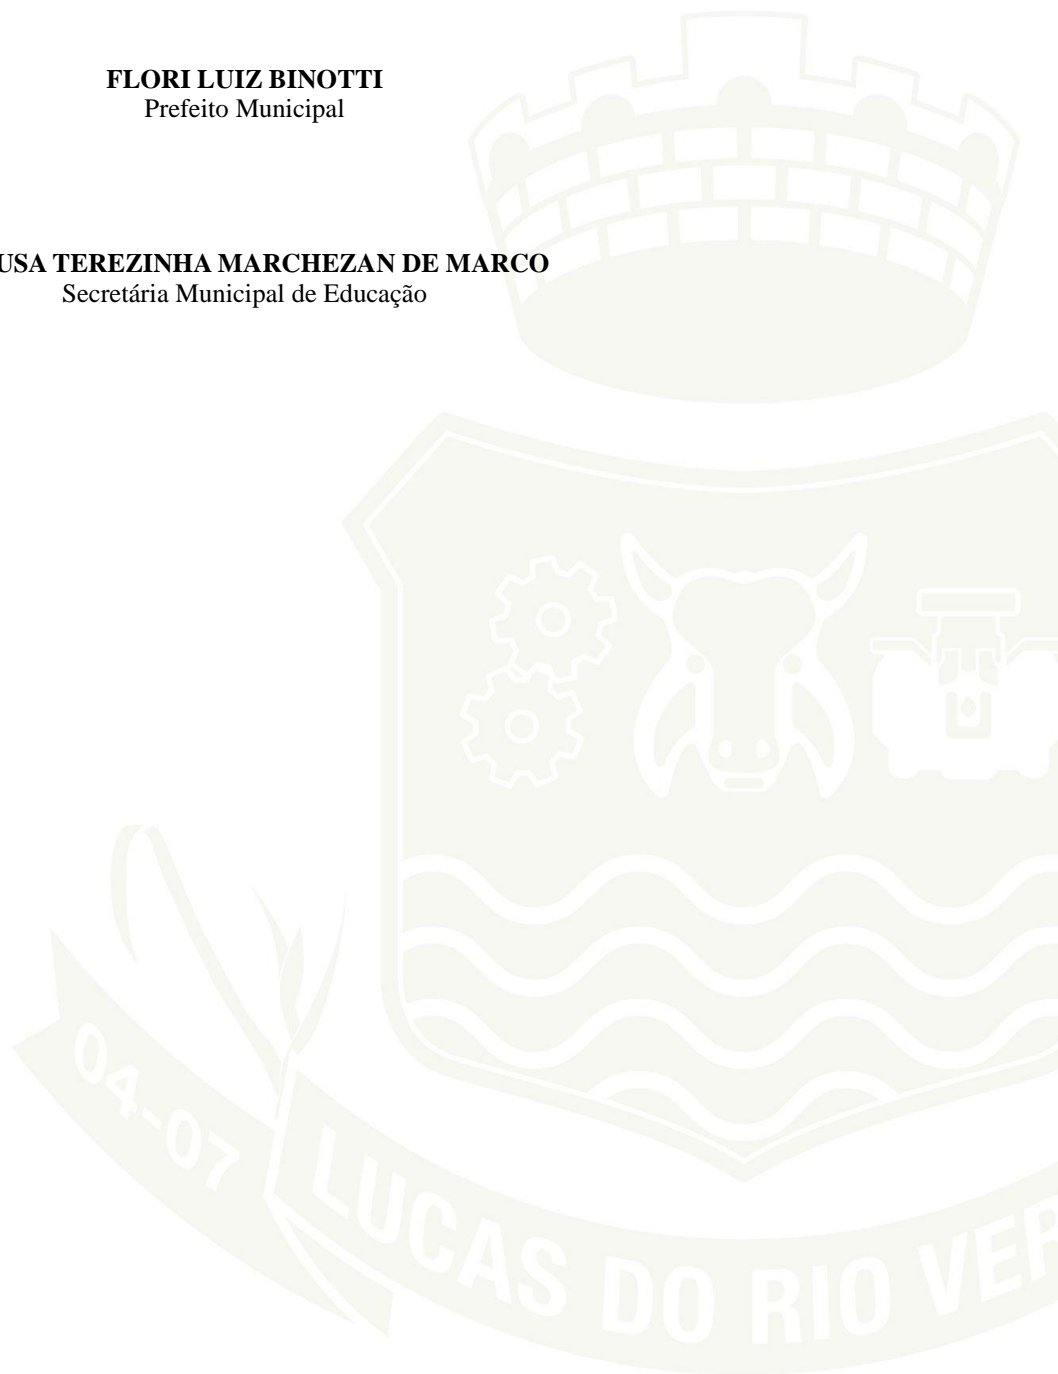 FLORI LUIZ BINOTTI
Prefeito Municipal
USA TEREZINHA MARCHEZAN DE MARCO
Secretária Municipal de Educação
04-07
LUCAS DO RIO VER